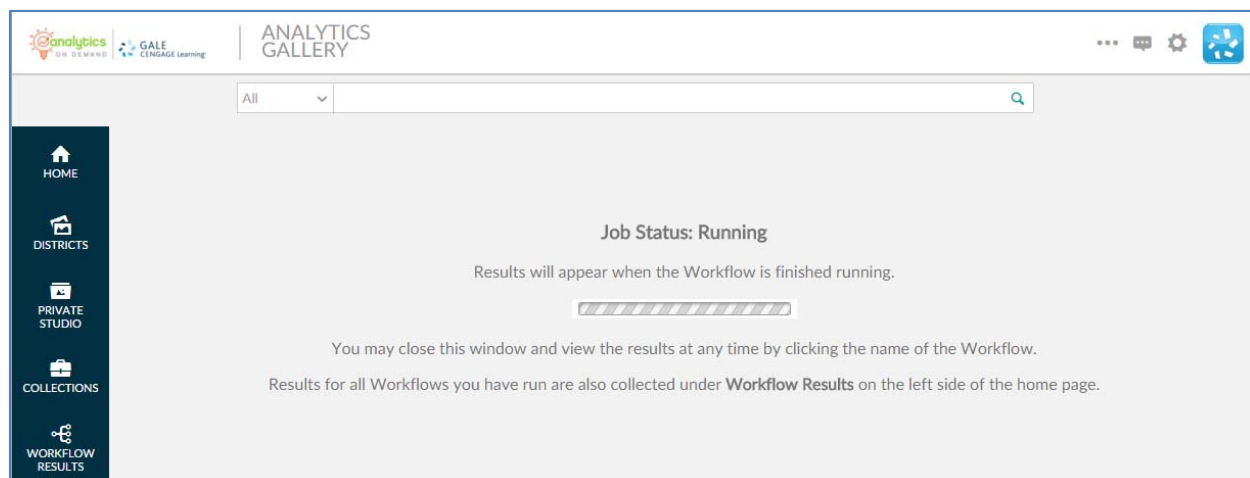 analytics
ON DEMAND
GALE
CENGAGE Learning
ANALYTICS
GALLERY
All
HOME
DISTRICTS
PRIVATE
STUDIO
COLLECTIONS
WORKFLOW
RESULTS
Job Status: Running
Results will appear when the Workflow is finished running.
You may close this window and view the results at any time by clicking the name of the Workflow.
Results for all Workflows you have run are also collected under Workflow Results on the left side of the home page.